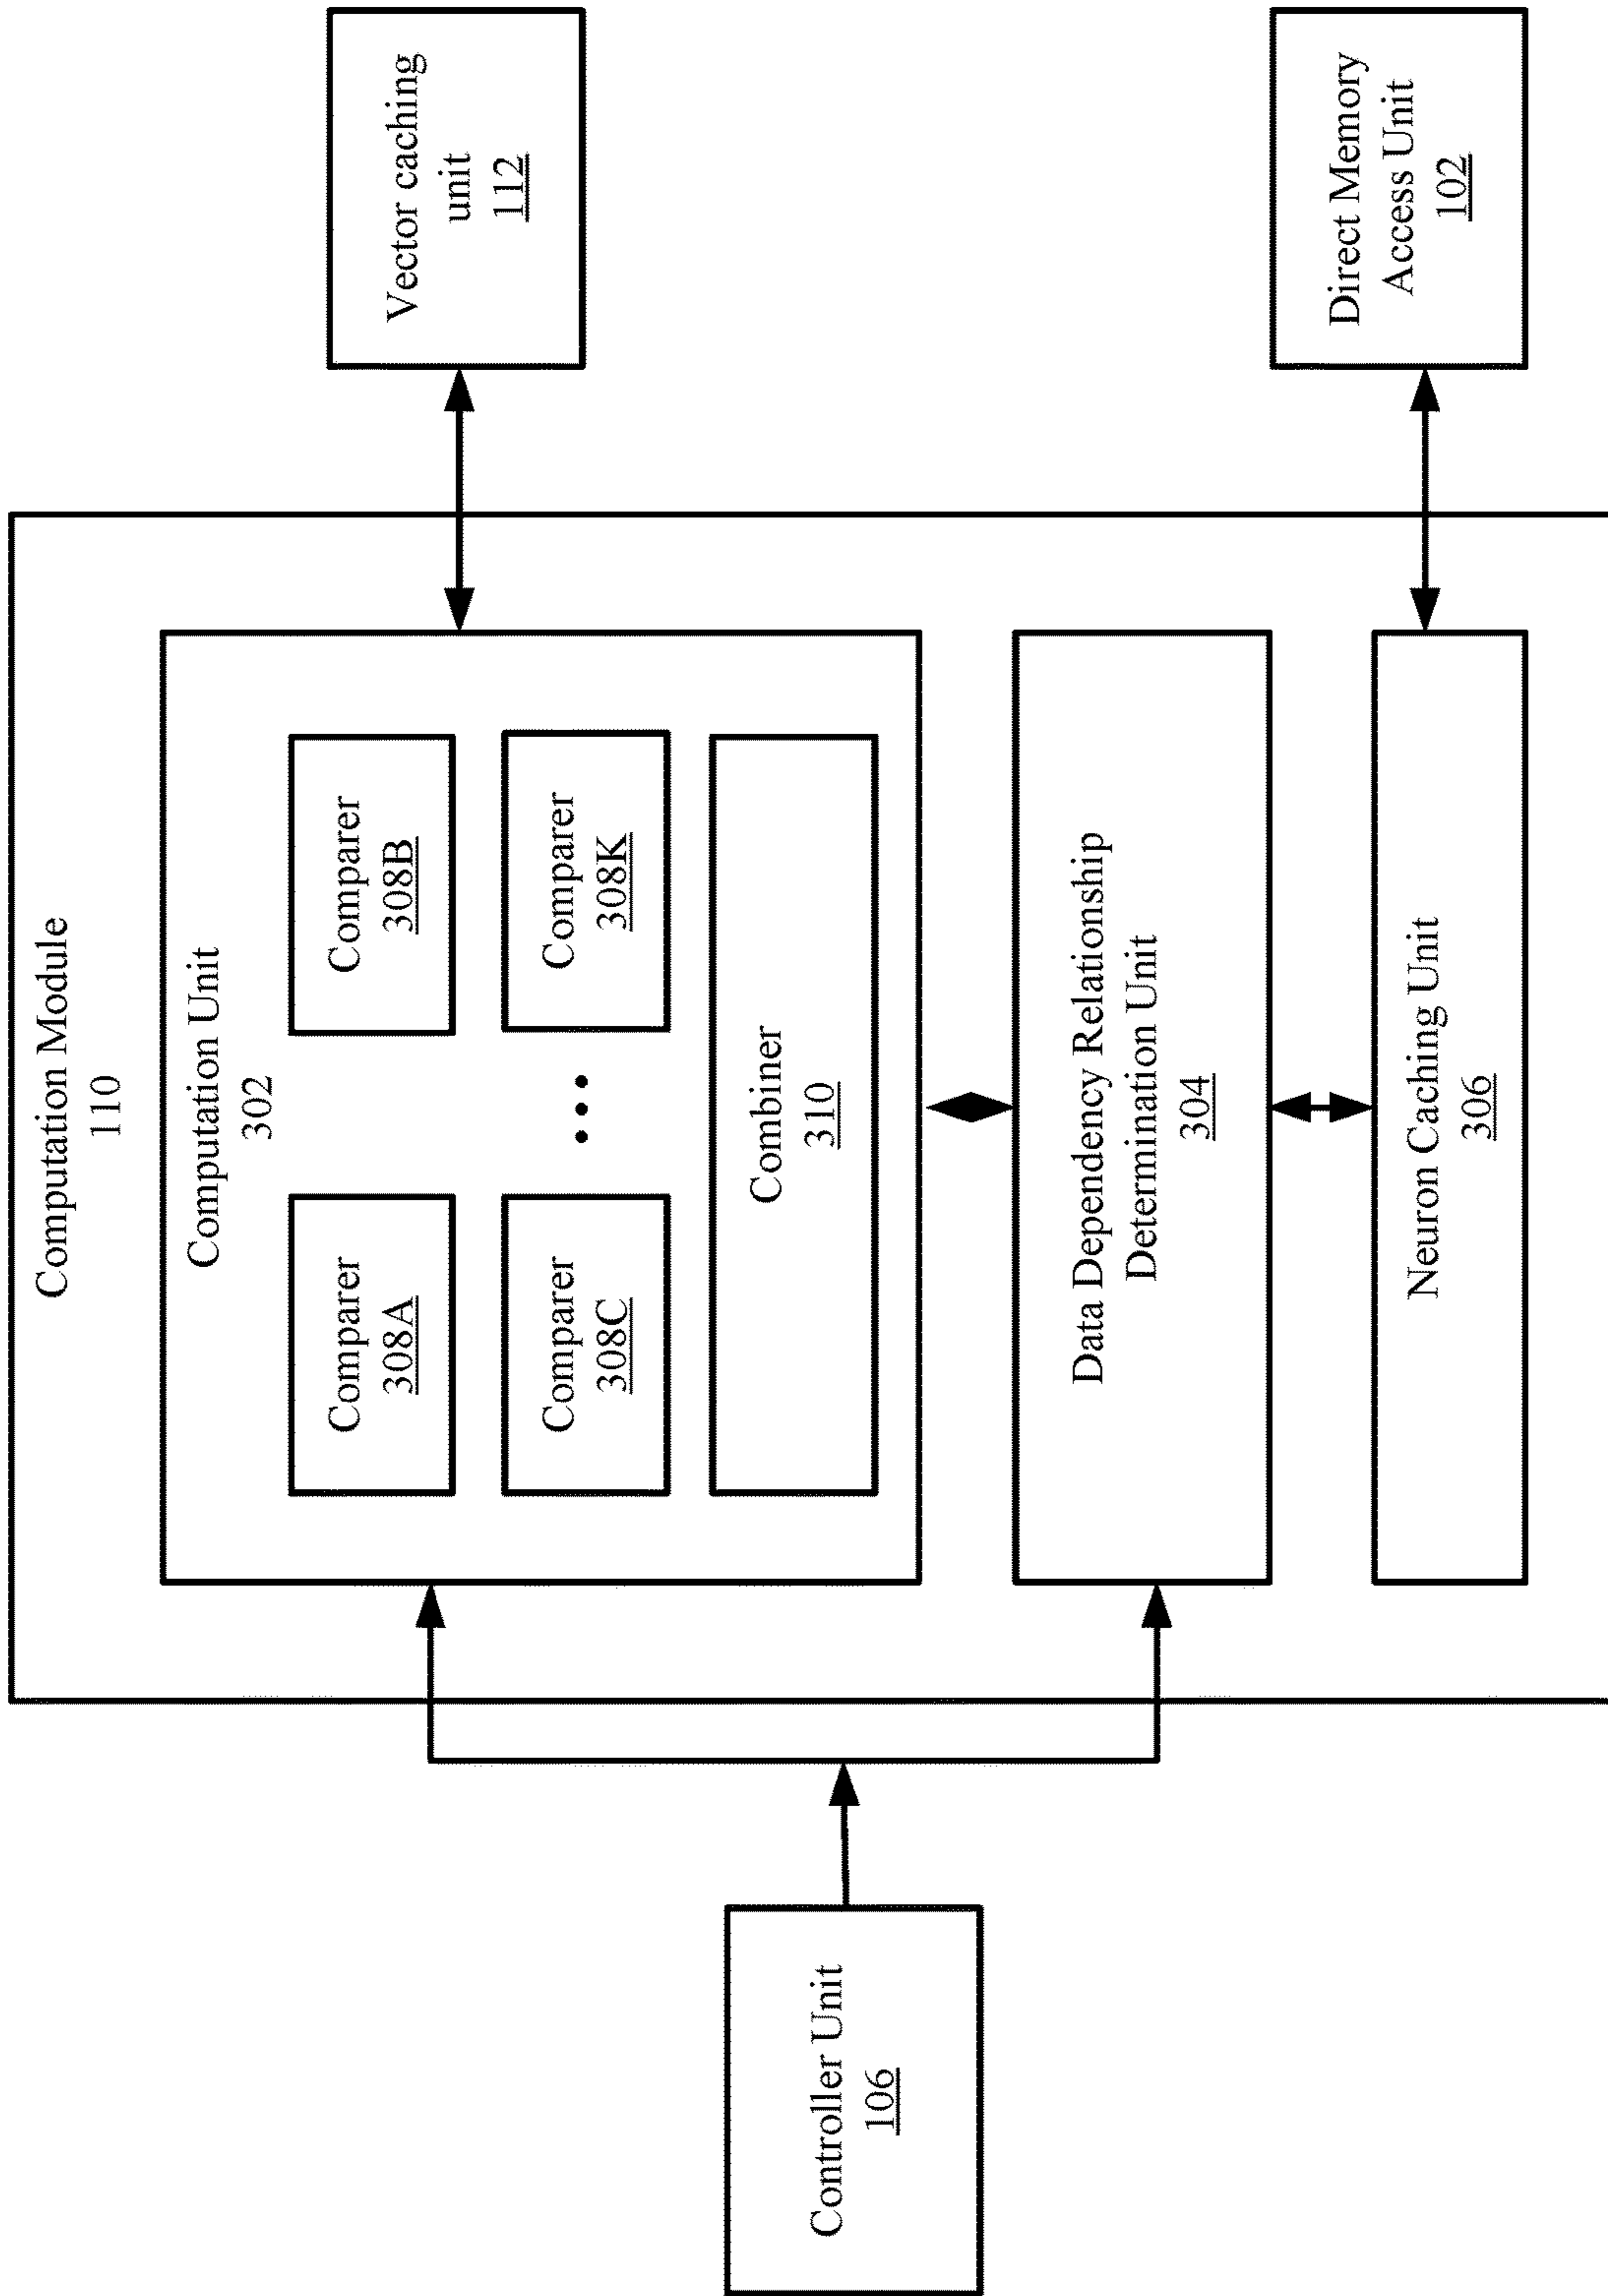 Computation Module
110
Computation Unit
302
Comparer
308A
Comparer
308B
Comparer
308C
• • •
Comparer
308K
Combiner
310
Data Dependency Relationship
Determination Unit
304
Neuron Caching Unit
306
Controller Unit
106
Vector caching
unit
112
Direct Memory
Access Unit
102